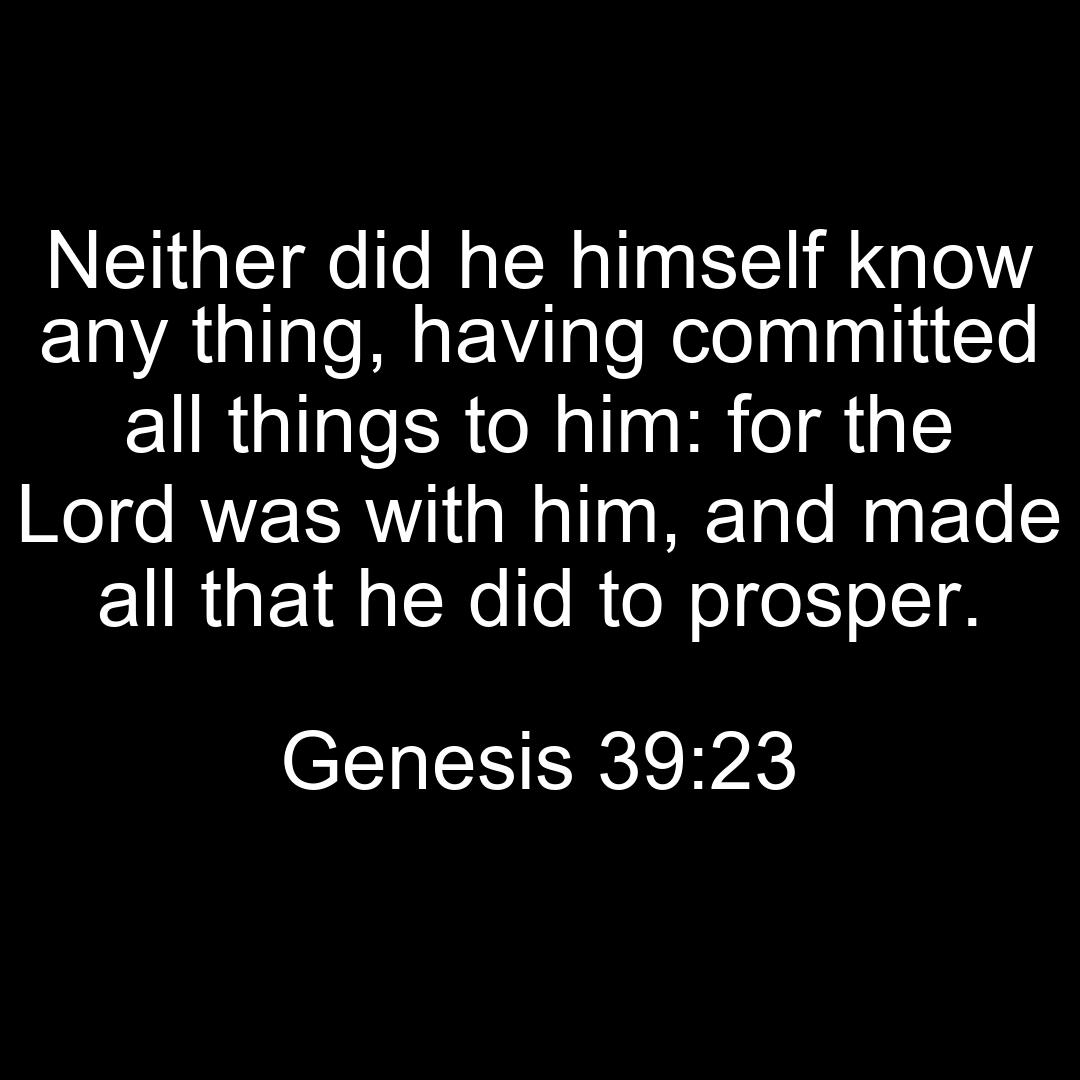 Neither did he himself know
any thing, having committed
all things to him: for the
Lord was with him, and made
all that he did to prosper.
Genesis 39:23